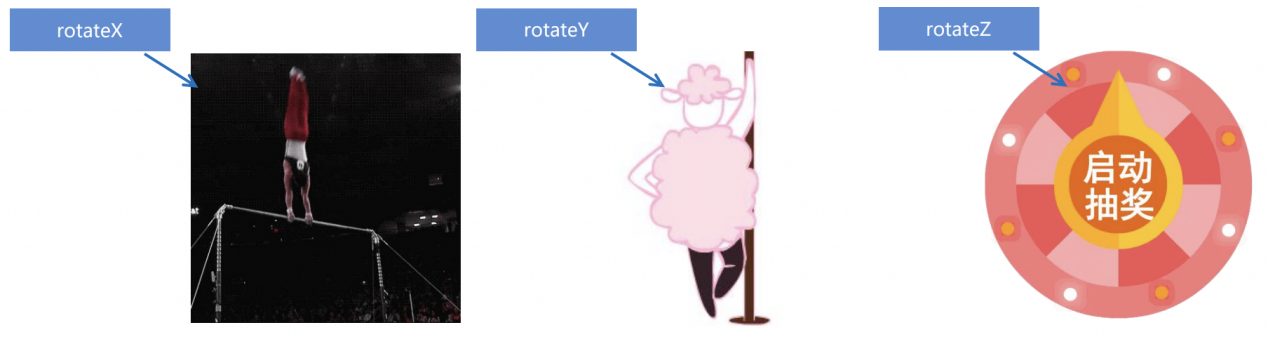 rotateX
rotateY
rotateZ
启动
抽奖